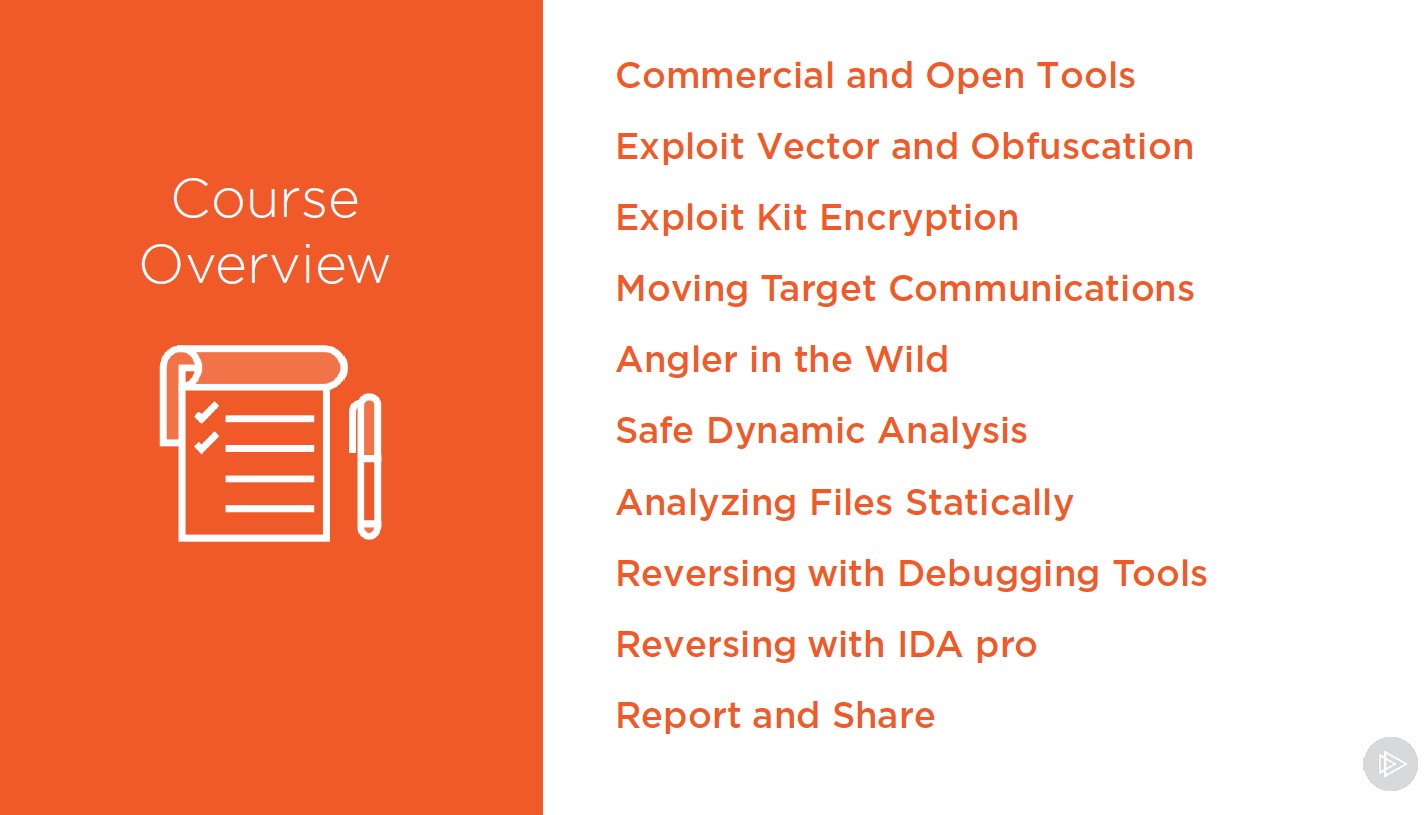 Course
Overview
Commercial and Open Tools
Exploit Vector and Obfuscation
Exploit Kit Encryption
Moving Target Communications
Angler in the Wild
Safe Dynamic Analysis
Analyzing Files Statically
Reversing with Debugging Tools
Reversing with IDA pro
Report and Share